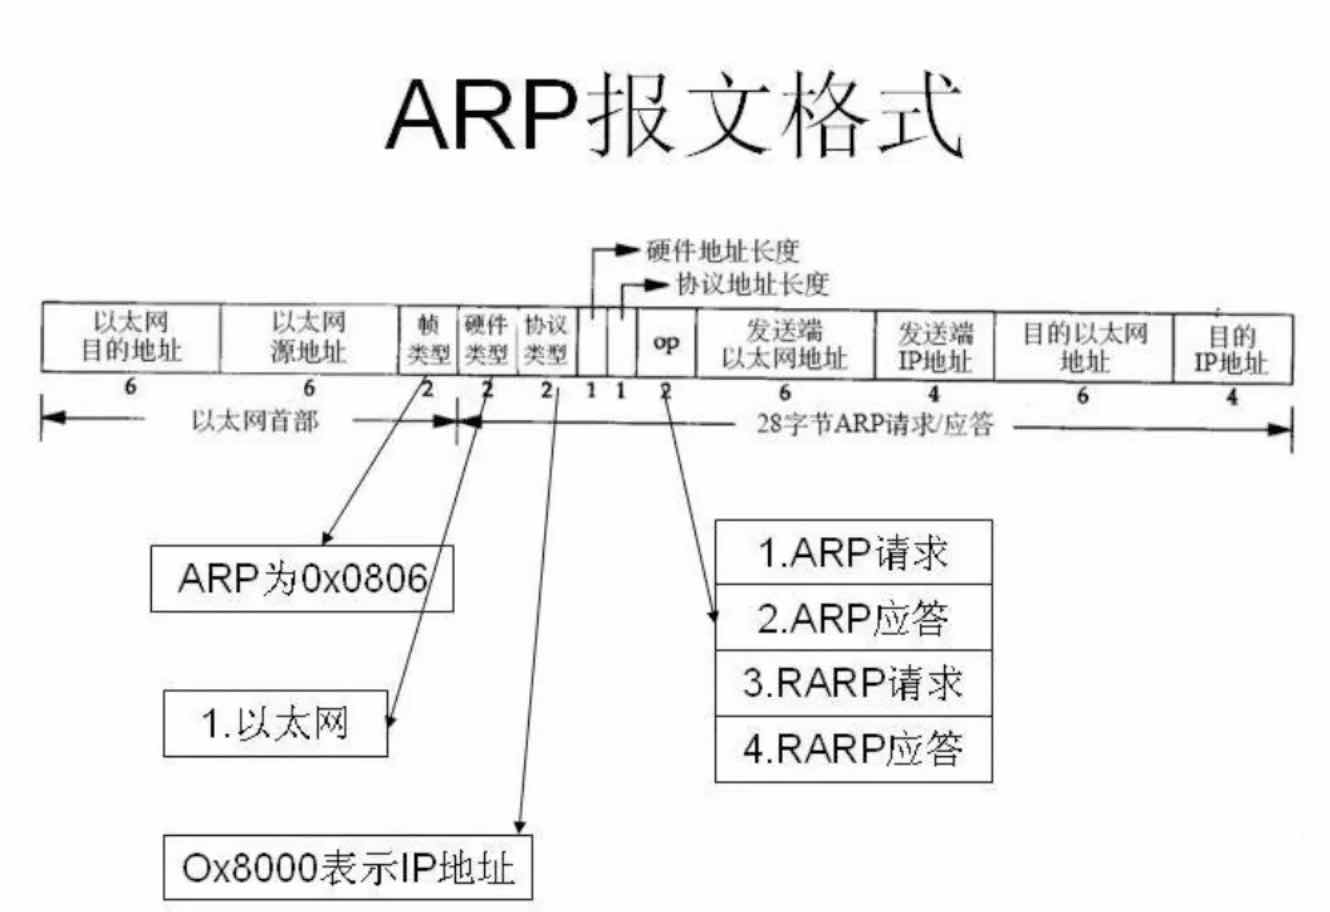 ARP报文格式
硬件地址长度
协议地址长度
以太网
目的地址
以太网
源地址
帧
类型
硬件
类型
协议
类型
op
发送端
以太网地址
发送端
IP地址
目的以太网
地址
目的
IP地址
6
6
2
2
2
1
1
2
6
4
6
4
以太网首部
28字节ARP请求/应答
ARP为0x0806
1.以太网
Ox8000表示IP地址
1.ARP请求
2.ARP应答
3.RARP请求
4.RARP应答